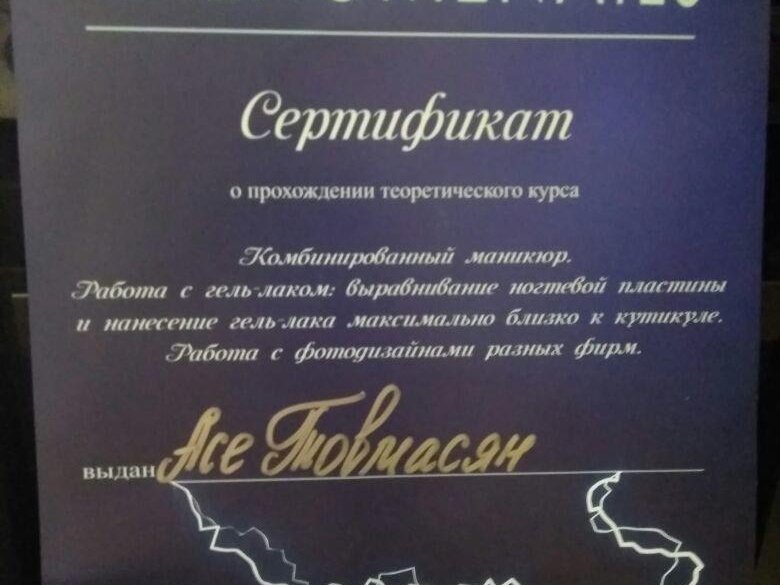 Сертификат
о прохождении теоретического курса
Комбинированный маникюр.
Работа с гель-лаком: выравнивание ногтевой пластины
и нанесение гель-лака максимально близко к кутикуле.
Работа с фотодизайнами разных фирм.
выдан Асе Товмасян